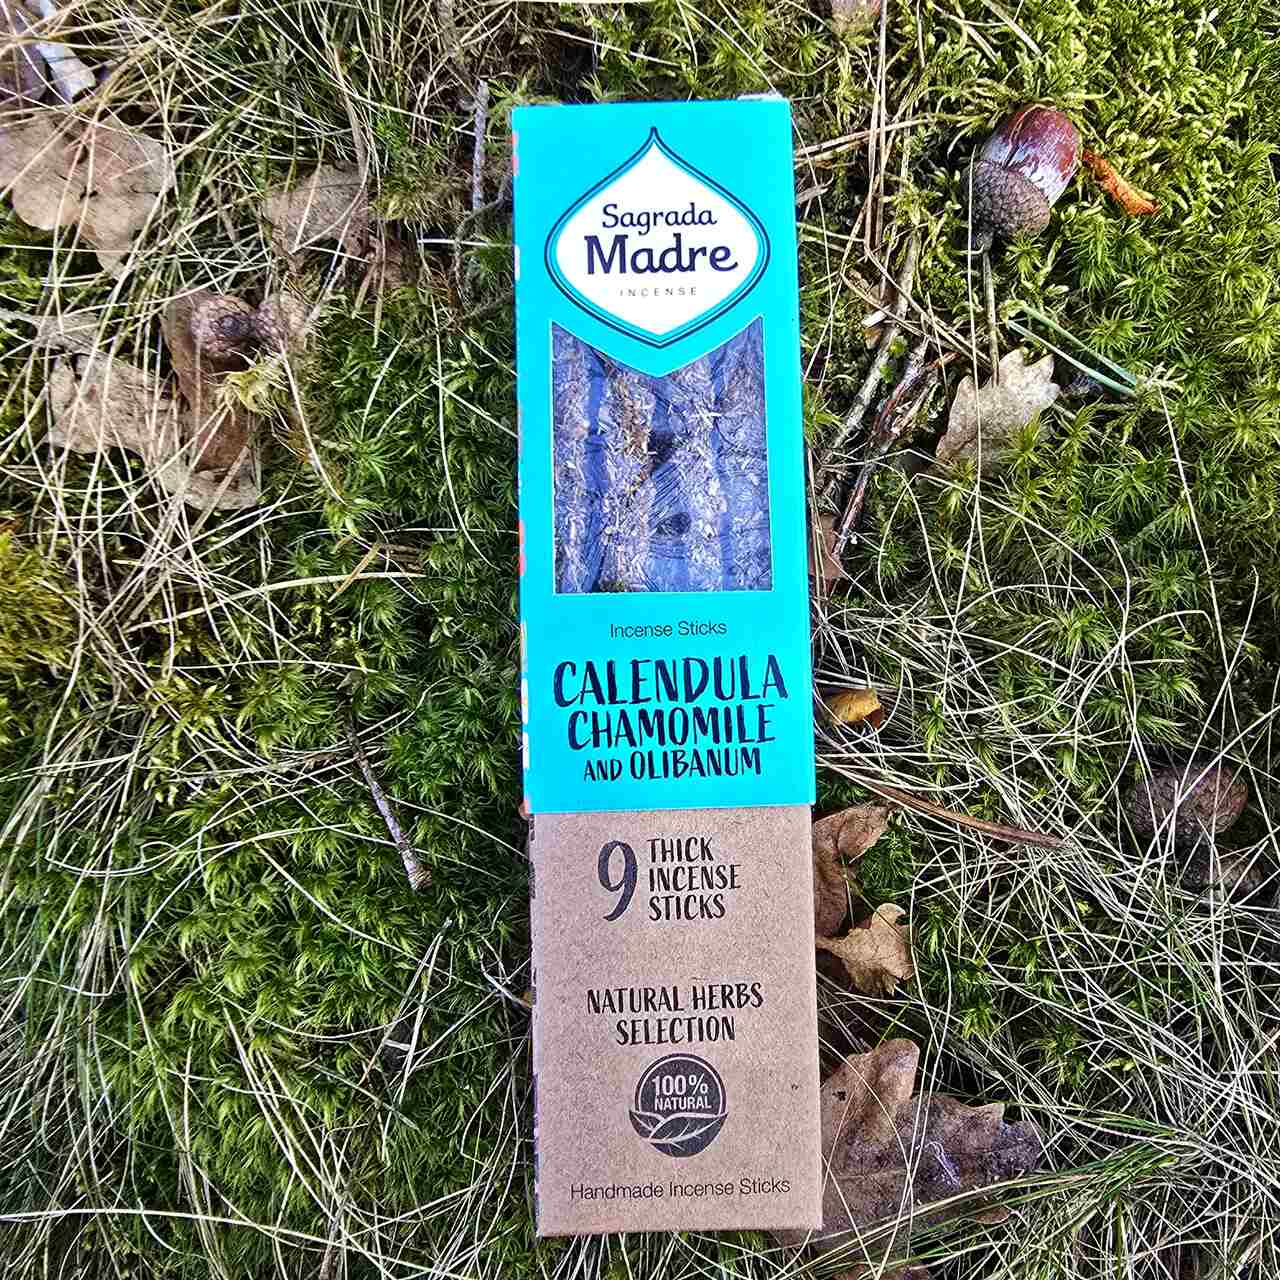 Sagrada
Madre
INCENSE
Incense Sticks
CALENDULA
CHAMOMILE
AND OLIBANUM
9 THICK
INCENSE
STICKS
NATURAL HERBS
SELECTION
100%
NATURAL
Handmade Incense Sticks